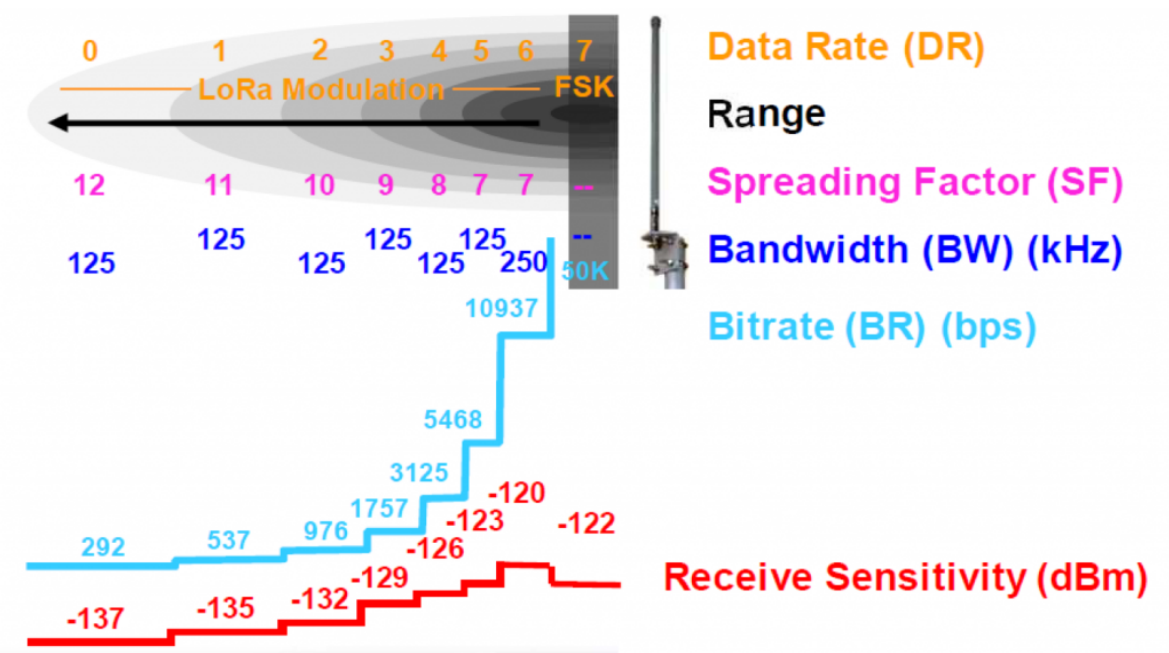 0 1 2 3 4 5 6 7 Data Rate (DR)
LoRa Modulation FSK
Range
12 11 10 9 8 7 7 -- Spreading Factor (SF)
125 125 125 125 125 125 250 -- Bandwidth (BW) (kHz)
50K
10937
Bitrate (BR) (bps)
5468
3125
1757
976
537
292
-120
-123
-122
-126
-129
-132
-135
-137
Receive Sensitivity (dBm)